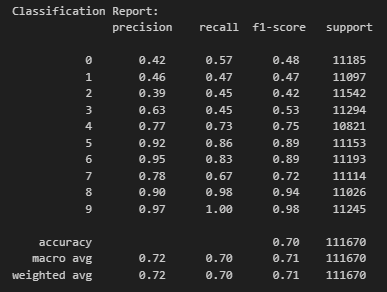 Classification Report:
precision recall f1-score support
0 0.42 0.57 0.48 11185
1 0.46 0.47 0.47 11097
2 0.39 0.45 0.42 11542
3 0.63 0.45 0.53 11294
4 0.77 0.73 0.75 10821
5 0.92 0.86 0.89 11153
6 0.95 0.83 0.89 11193
7 0.78 0.67 0.72 11114
8 0.90 0.98 0.94 11026
9 0.97 1.00 0.98 11245
accuracy 0.70 111670
macro avg 0.72 0.70 0.71 111670
weighted avg 0.72 0.70 0.71 111670